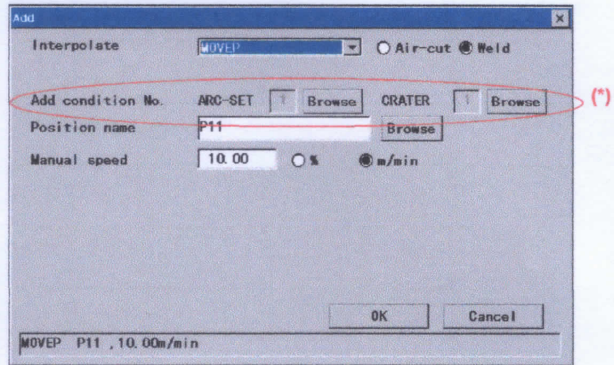 Add
Interpolate MOVEP Air-cut Weld
Add condition No. ARC-SET 1 Browse CRATER 1 Browse (*)
Position name P11 Browse
Manual speed 10.00 % m/min
OK Cancel
MOVEP P11 ,10.00m/min